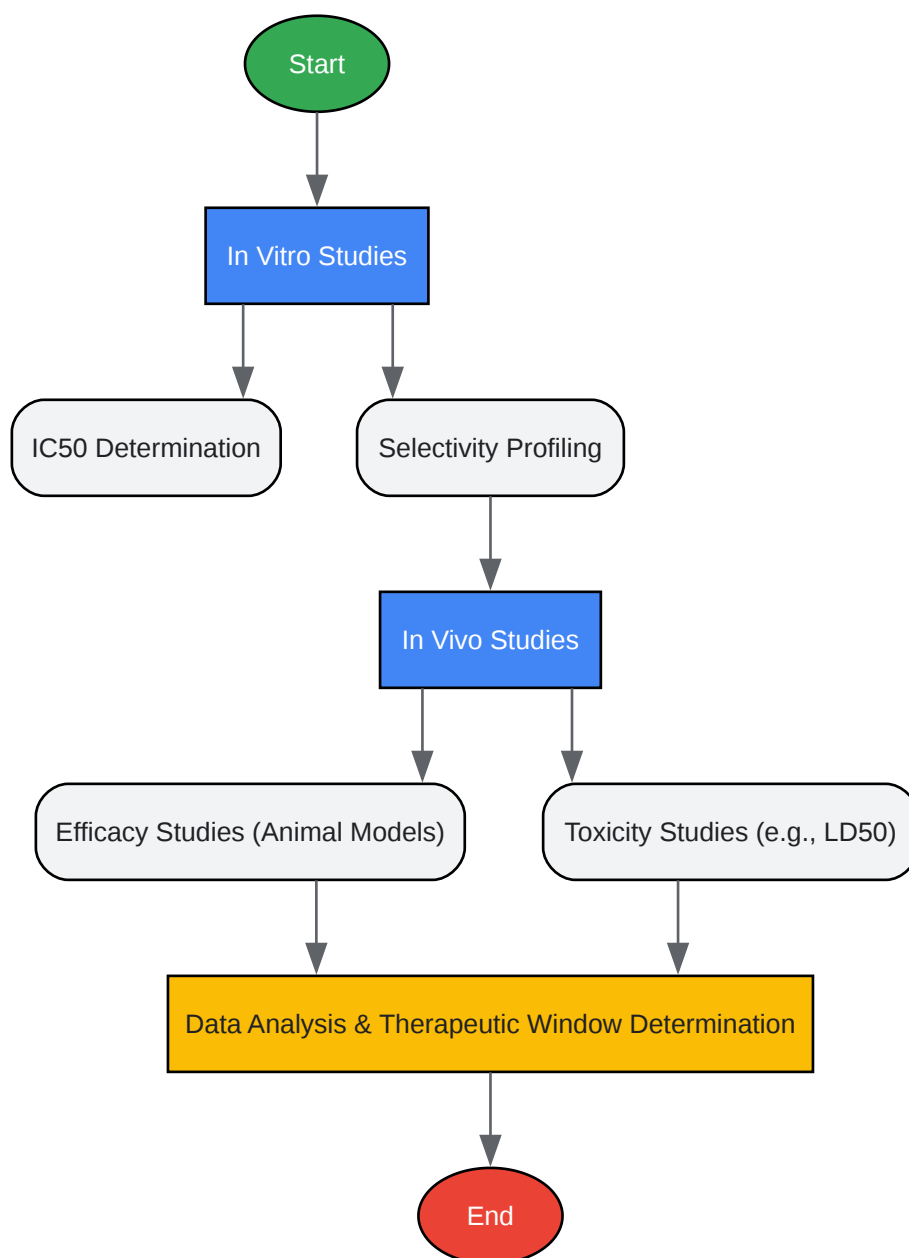 Start
In Vitro Studies
IC50 Determination
Selectivity Profiling
In Vivo Studies
Efficacy Studies (Animal Models)
Toxicity Studies (e.g., LD50)
Data Analysis & Therapeutic Window Determination
End